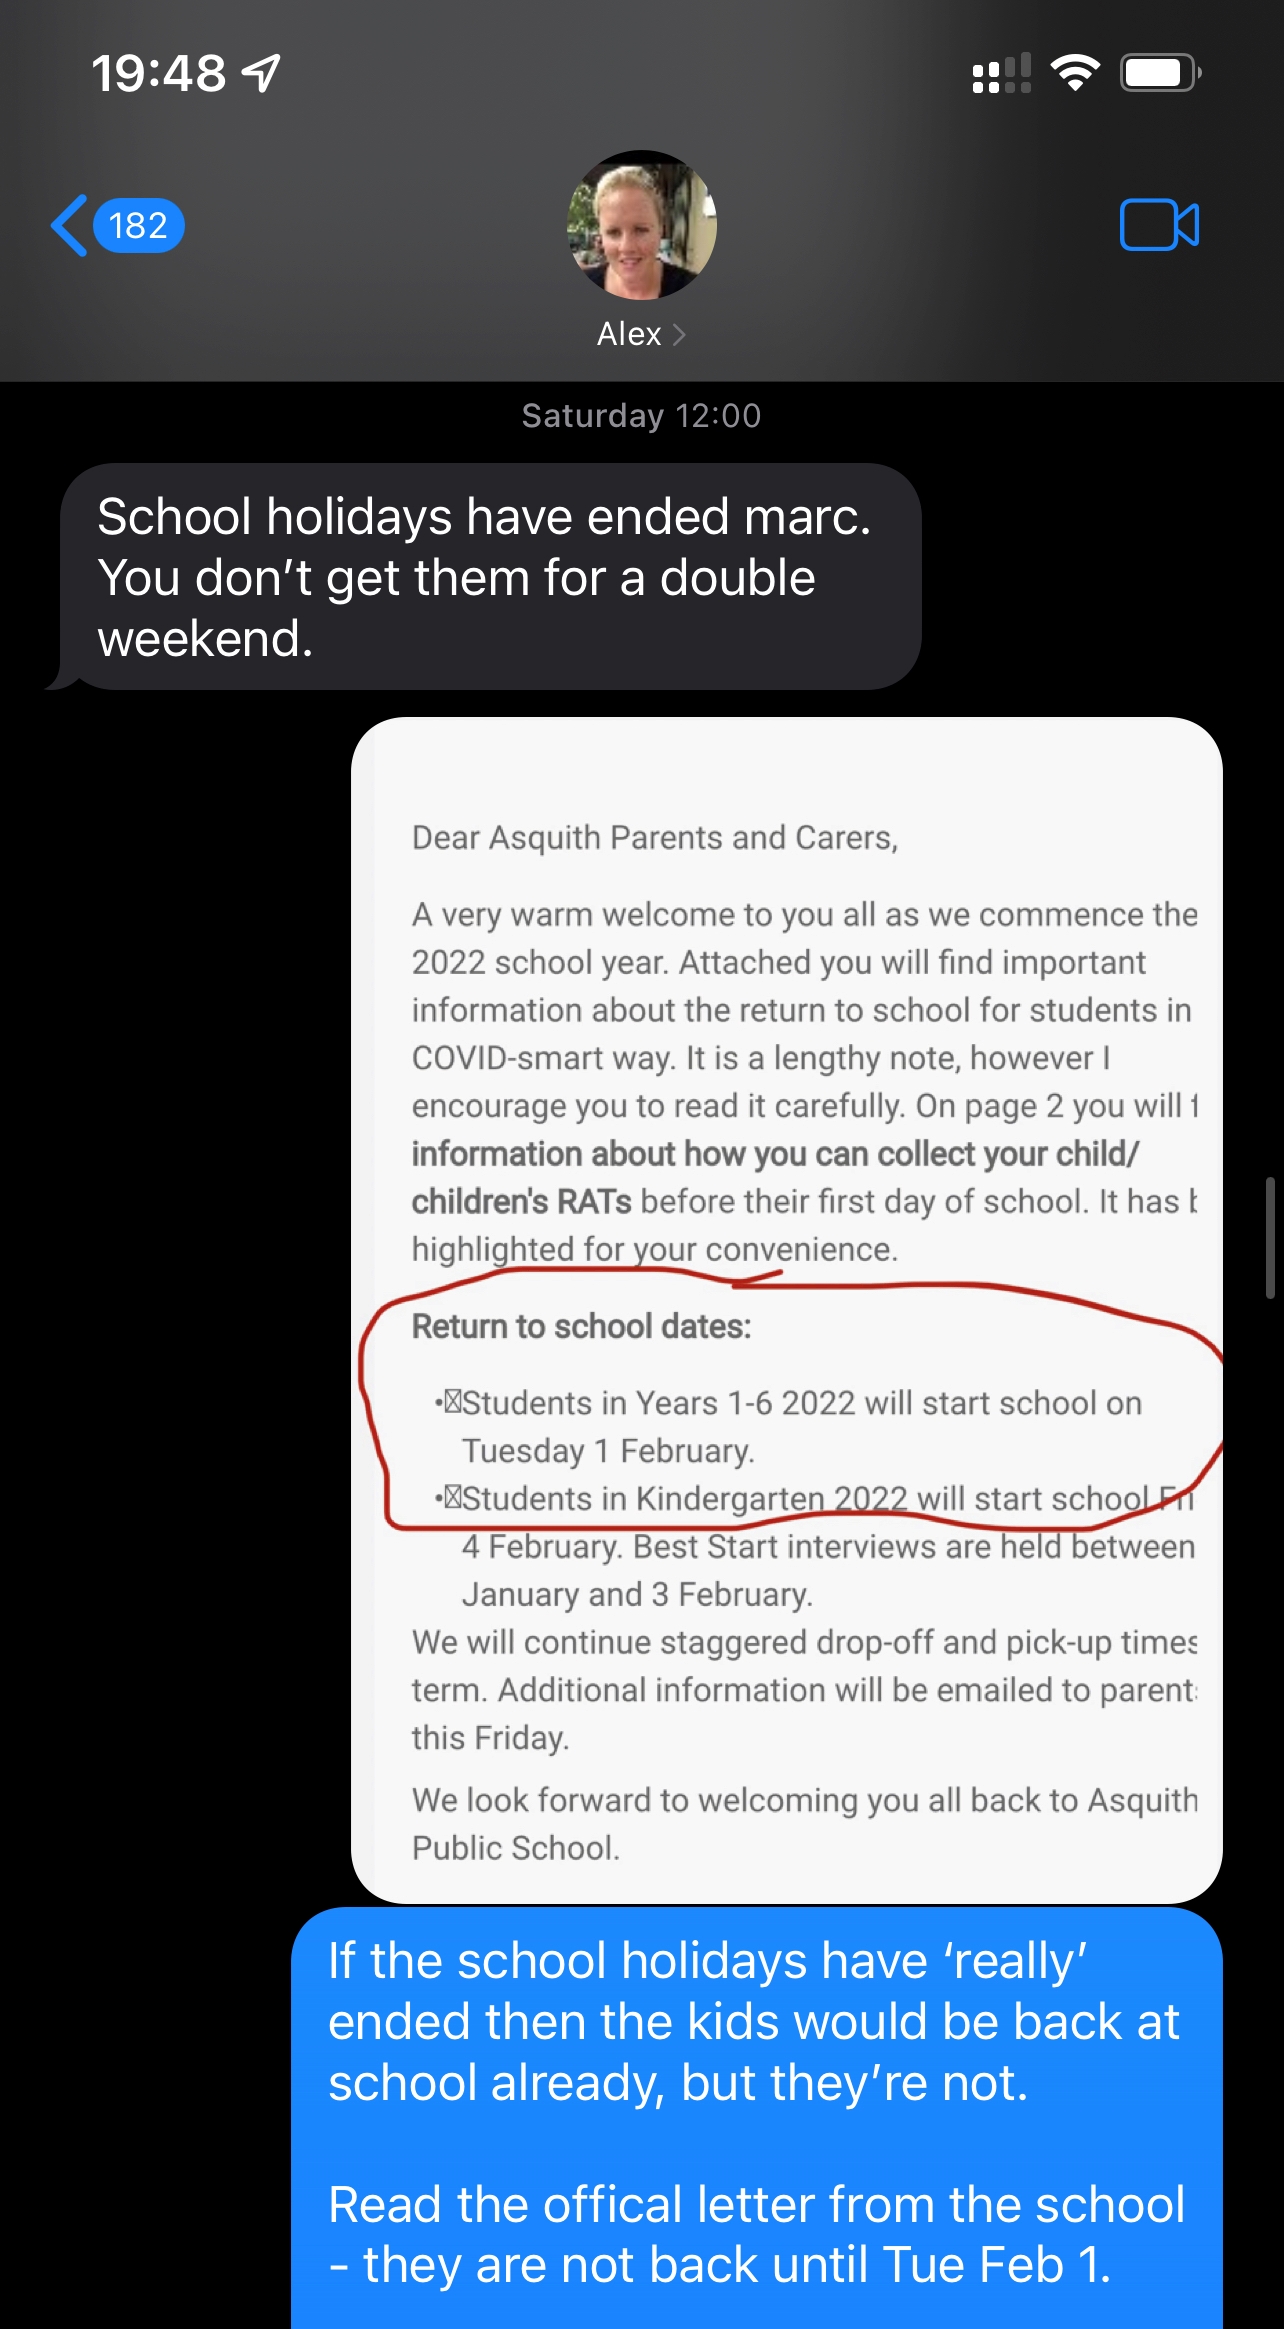 19:48
182
Alex
Saturday 12:00
School holidays have ended marc.
You don’t get them for a double
weekend.
Dear Asquith Parents and Carers,
A very warm welcome to you all as we commence the
2022 school year. Attached you will find important
information about the return to school for students in
COVID-smart way. It is a lengthy note, however I
encourage you to read it carefully. On page 2 you will
information about how you can collect your child/
children's RATs before their first day of school. It has
highlighted for your convenience.
Return to school dates:
•Students in Years 1-6 2022 will start school on
Tuesday 1 February.
•Students in Kindergarten 2022 will start school Fri
4 February. Best Start interviews are held between
January and 3 February.
We will continue staggered drop-off and pick-up times
term. Additional information will be emailed to parents
this Friday.
We look forward to welcoming you all back to Asquith
Public School.
If the school holidays have ‘really’
ended then the kids would be back at
school already, but they’re not.
Read the offical letter from the school
- they are not back until Tue Feb 1.